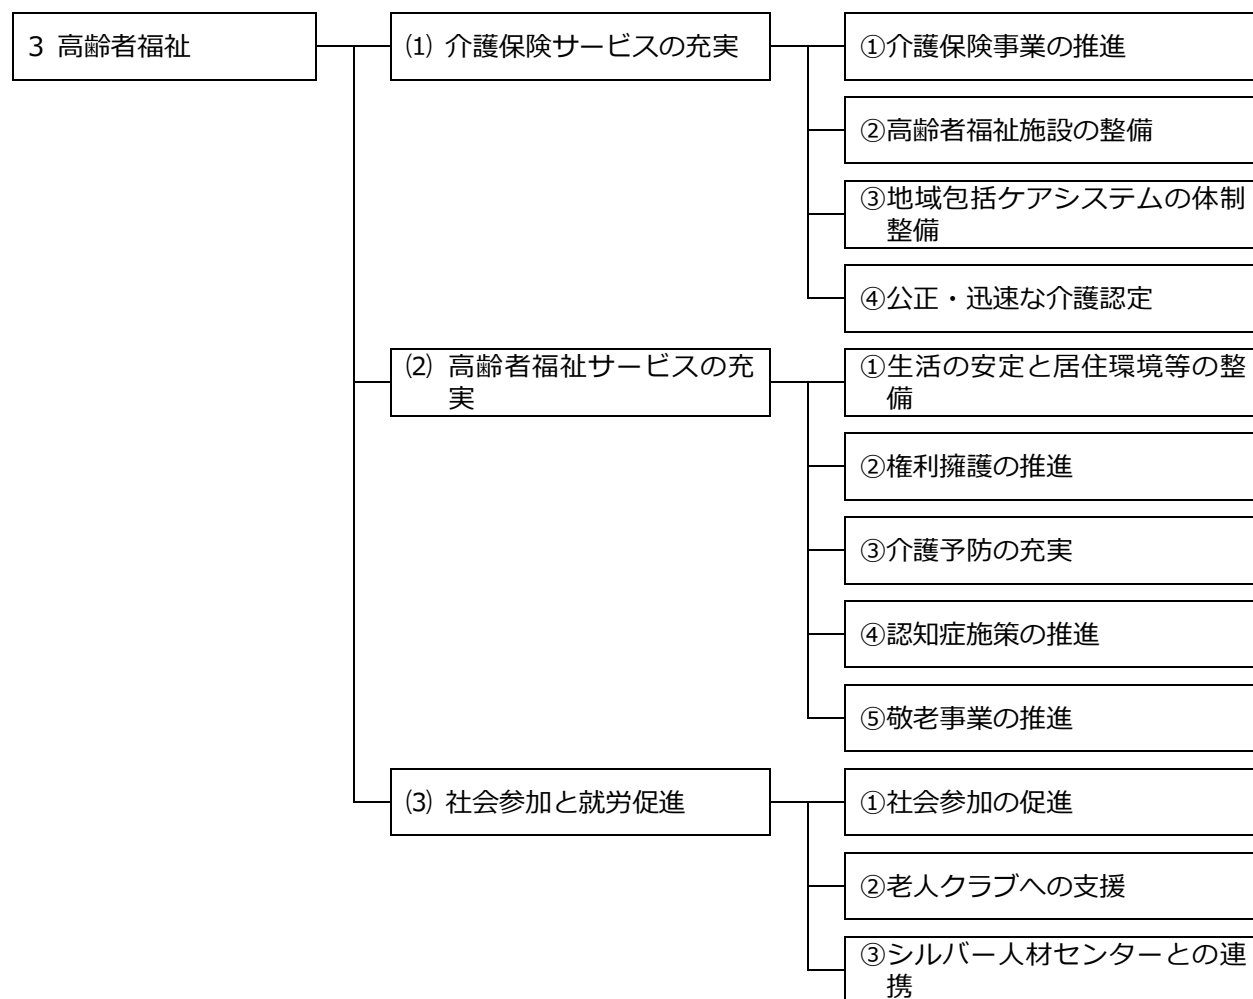 3 高齢者福祉
⑴ 介護保険サービスの充実
①介護保険事業の推進
②高齢者福祉施設の整備
③地域包括ケアシステムの体制
整備
④公正・迅速な介護認定
⑵ 高齢者福祉サービスの充
実
①生活の安定と居住環境等の整
備
②権利擁護の推進
③介護予防の充実
④認知症施策の推進
⑤敬老事業の推進
⑶ 社会参加と就労促進
①社会参加の促進
②老人クラブへの支援
③シルバー人材センターとの連
携